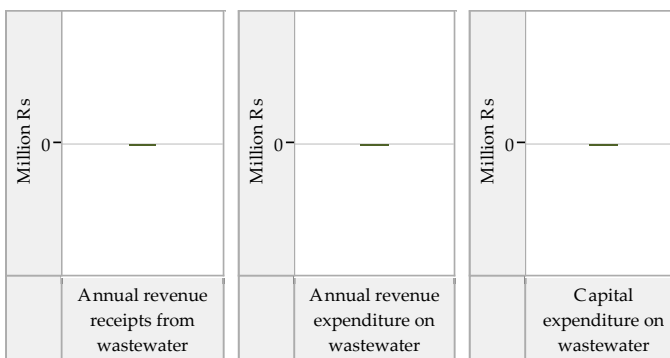 Million Rs
0
Annual revenue
receipts from
wastewater
Million Rs
0
Annual revenue
expenditure on
wastewater
Million Rs
0
Capital
expenditure on
wastewater